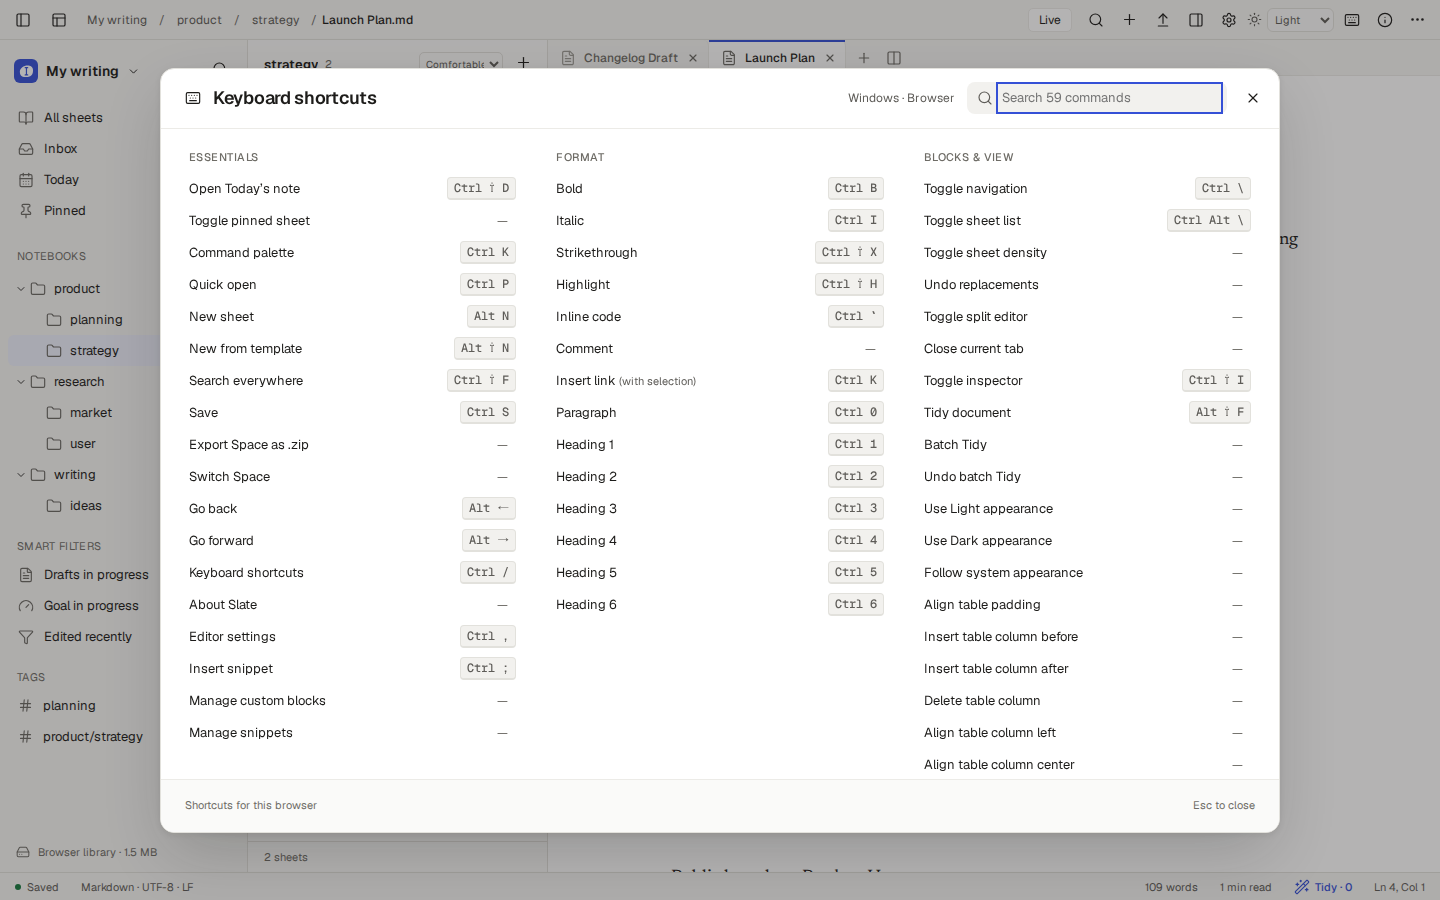 My writing / product / strategy / Launch Plan.md
Live
Light
My writing
strategy 2
Comfortable
Changelog Draft
Launch Plan
All sheets
Inbox
Today
Pinned
NOTEBOOKS
product
planning
strategy
research
market
user
writing
ideas
SMART FILTERS
Drafts in progress
Goal in progress
Edited recently
TAGS
# planning
# product/strategy
Browser library · 1.5 MB
2 sheets
Keyboard shortcuts
Windows · Browser
Search 59 commands
ESSENTIALS
Open Today's note Ctrl ⇧ D
Toggle pinned sheet —
Command palette Ctrl K
Quick open Ctrl P
New sheet Alt N
New from template Alt ⇧ N
Search everywhere Ctrl ⇧ F
Save Ctrl S
Export Space as .zip —
Switch Space —
Go back Alt ←
Go forward Alt →
Keyboard shortcuts Ctrl /
About Slate —
Editor settings Ctrl ,
Insert snippet Ctrl ;
Manage custom blocks —
Manage snippets —
FORMAT
Bold Ctrl B
Italic Ctrl I
Strikethrough Ctrl ⇧ X
Highlight Ctrl ⇧ H
Inline code Ctrl `
Comment —
Insert link (with selection) Ctrl K
Paragraph Ctrl 0
Heading 1 Ctrl 1
Heading 2 Ctrl 2
Heading 3 Ctrl 3
Heading 4 Ctrl 4
Heading 5 Ctrl 5
Heading 6 Ctrl 6
BLOCKS & VIEW
Toggle navigation Ctrl \
Toggle sheet list Ctrl Alt \
Toggle sheet density —
Undo replacements —
Toggle split editor —
Close current tab —
Toggle inspector Ctrl ⇧ I
Tidy document Alt ⇧ F
Batch Tidy —
Undo batch Tidy —
Use Light appearance —
Use Dark appearance —
Follow system appearance —
Align table padding —
Insert table column before —
Insert table column after —
Delete table column —
Align table column left —
Align table column center —
Shortcuts for this browser
Esc to close
ng
Saved
Markdown · UTF-8 · LF
109 words
1 min read
Tidy · 0
Ln 4, Col 1